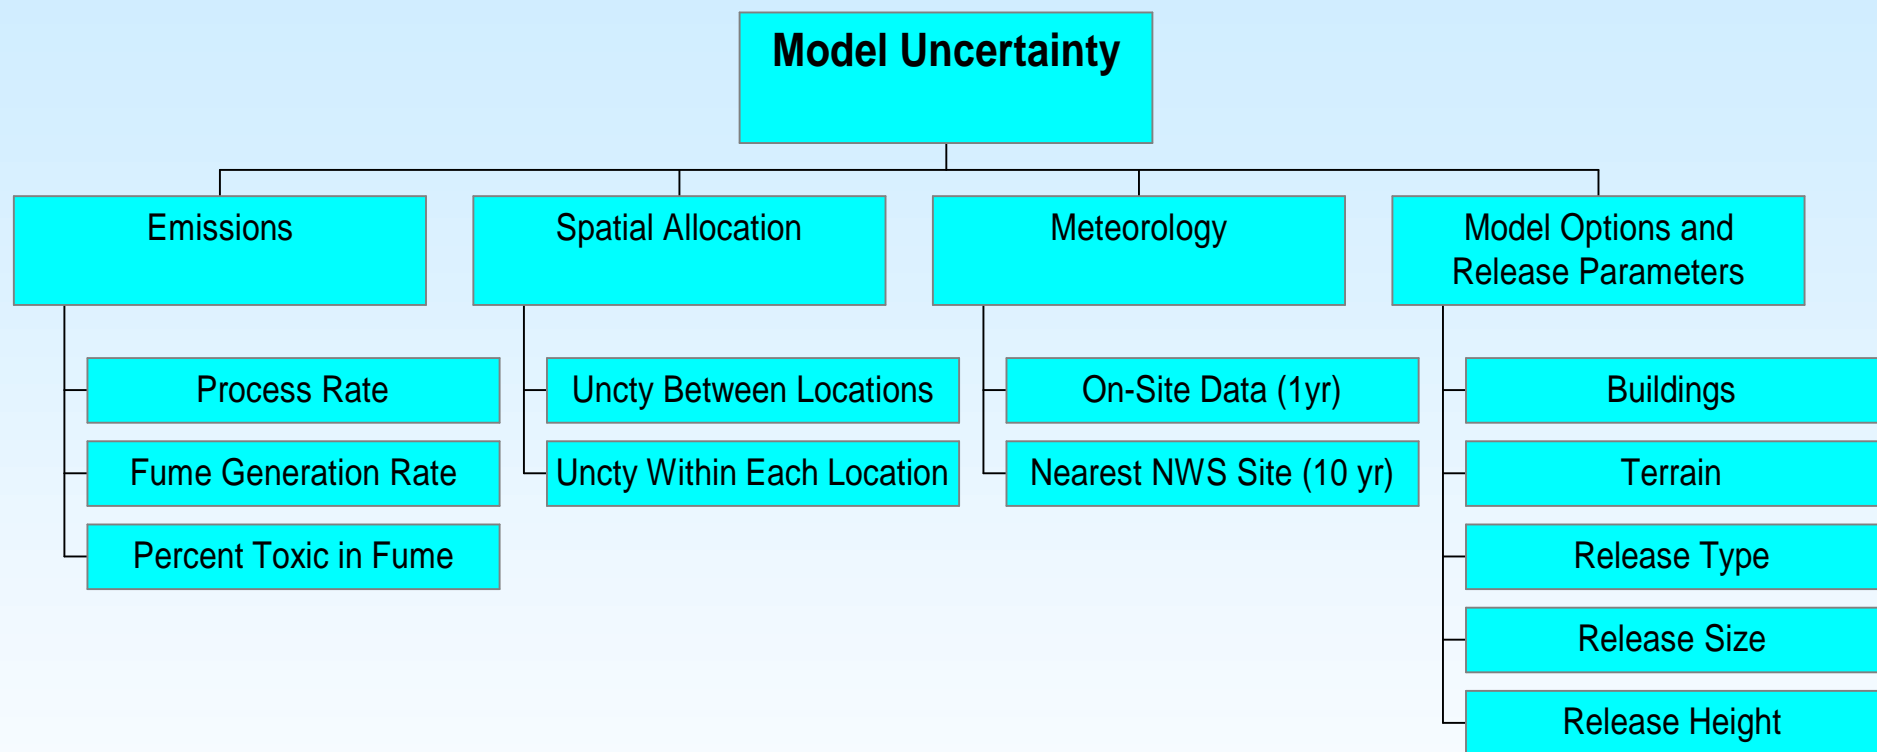 Model Uncertainty
Emissions
Process Rate
Fume Generation Rate
Percent Toxic in Fume
Spatial Allocation
Uncty Between Locations
Uncty Within Each Location
Meteorology
On-Site Data (1yr)
Nearest NWS Site (10 yr)
Model Options and
Release Parameters
Buildings
Terrain
Release Type
Release Size
Release Height